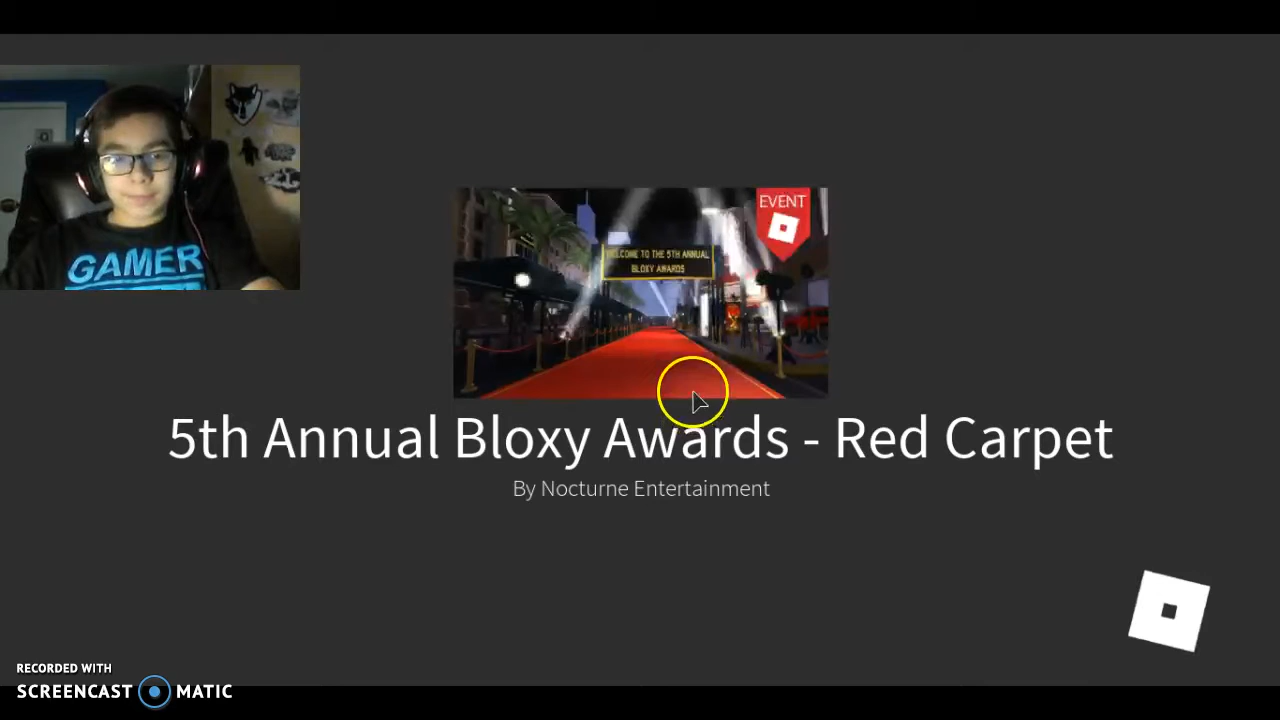 GAMER
EVENT
WELCOME TO THE 5TH ANNUAL
BLOXY AWARDS
5th Annual Bloxy Awards - Red Carpet
By Nocturne Entertainment
RECORDED WITH
SCREENCAST MATIC